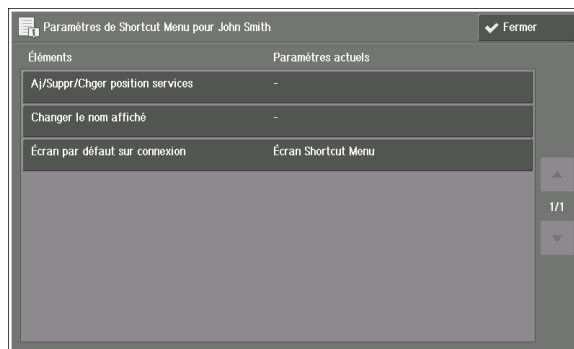 Paramètres de Shortcut Menu pour John Smith
Fermer
Éléments Paramètres actuels
Aj/Suppr/Chger position services -
Changer le nom affiché -
Écran par défaut sur connexion Écran Shortcut Menu
1/1